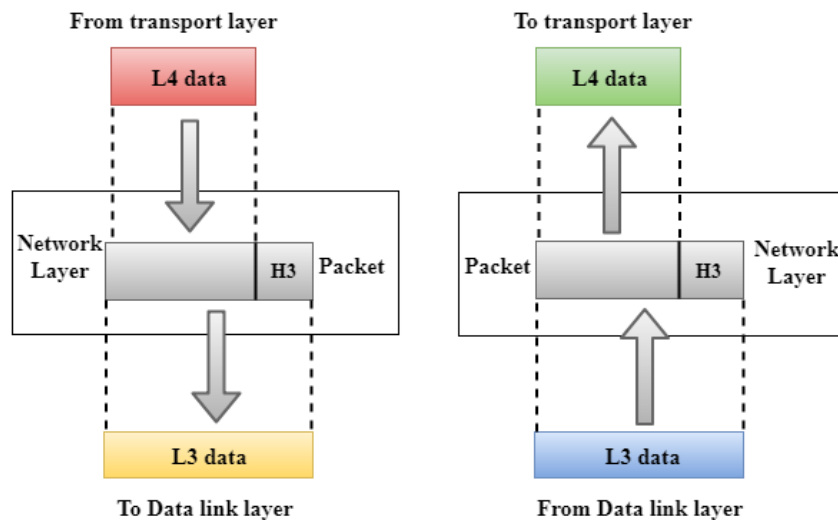 From transport layer
L4 data
Network
Layer
H3
Packet
L3 data
To Data link layer
To transport layer
L4 data
Packet
H3
Network
Layer
L3 data
From Data link layer